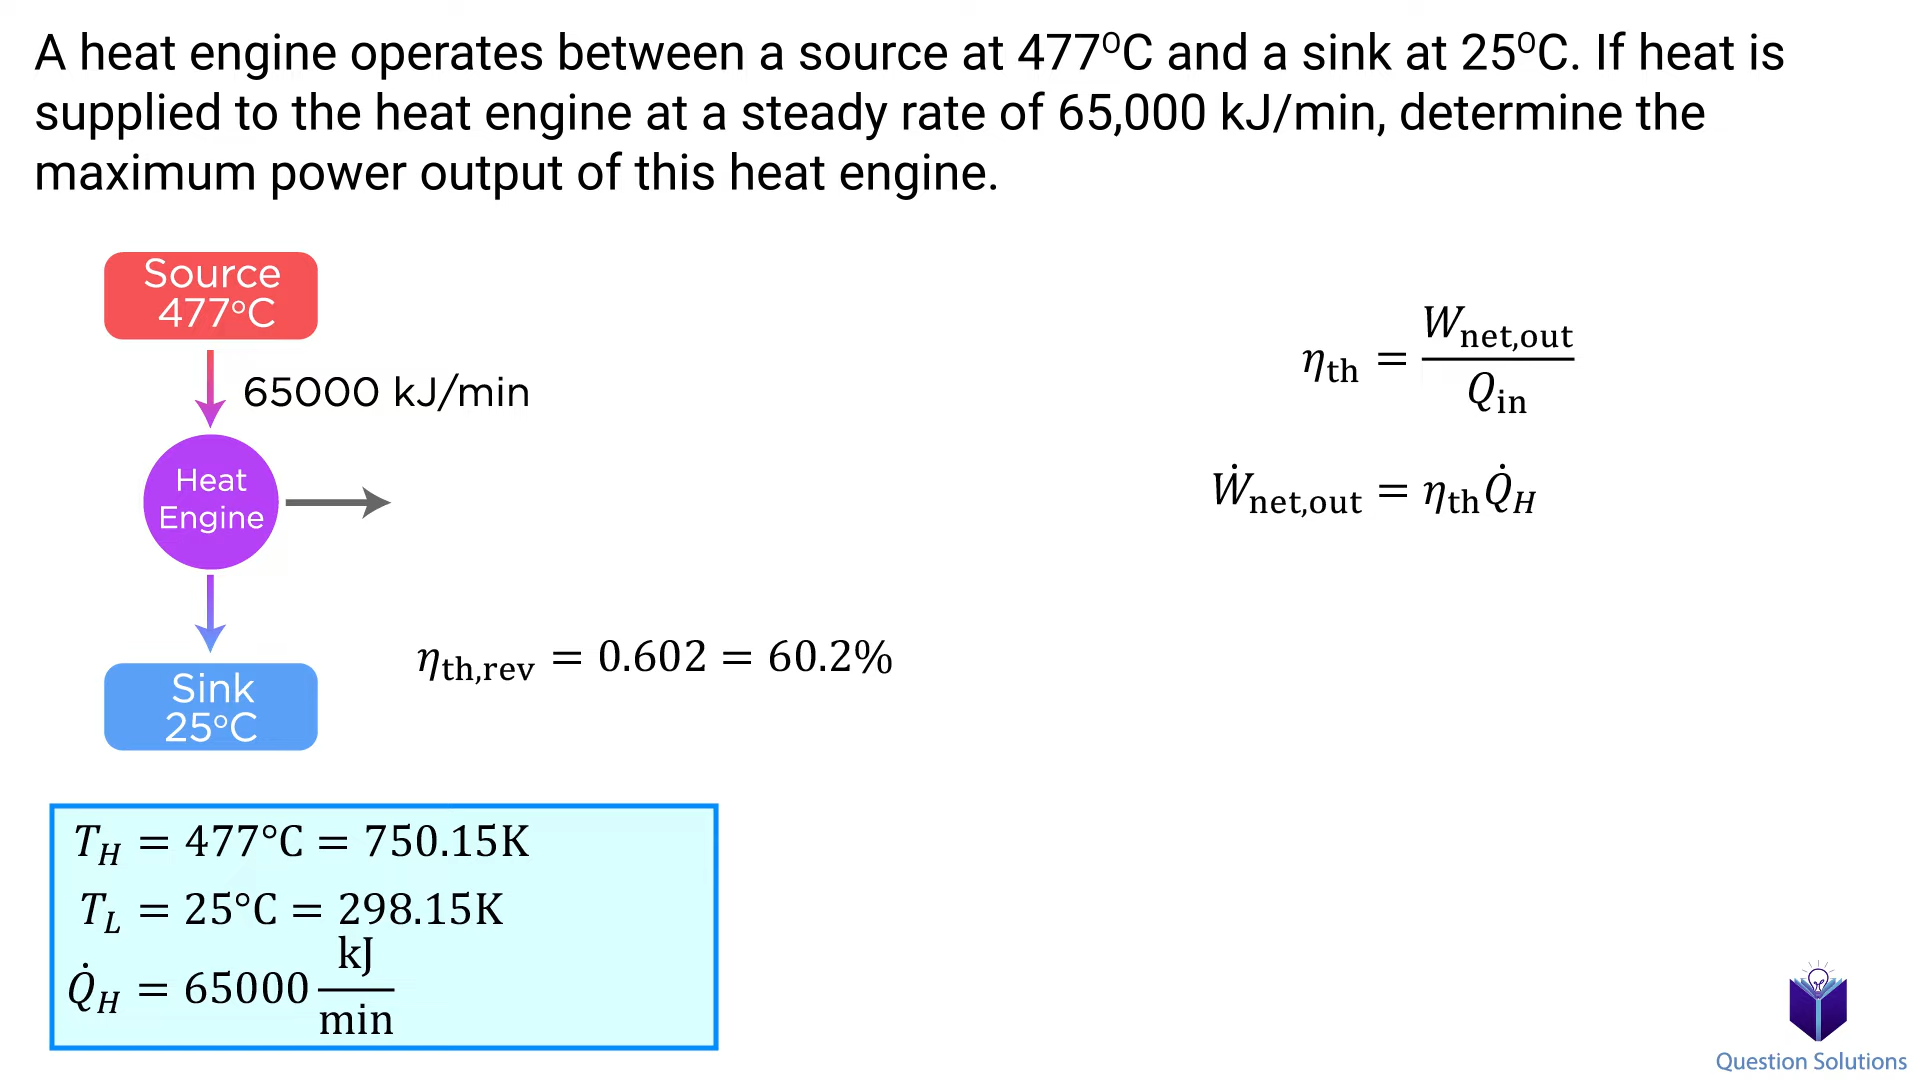 A heat engine operates between a source at 477⁰C and a sink at 25⁰C. If heat is
supplied to the heat engine at a steady rate of 65,000 kJ/min, determine the
maximum power output of this heat engine.
Source
477°C
65000 kJ/min
Heat
Engine
Sink
25°C
η_th = W_net,out / Q_in
Ẇ_net,out = η_th Q̇_H
η_th,rev = 0.602 = 60.2%
T_H = 477°C = 750.15K
T_L = 25°C = 298.15K
Q̇_H = 65000 kJ/min
Question Solutions